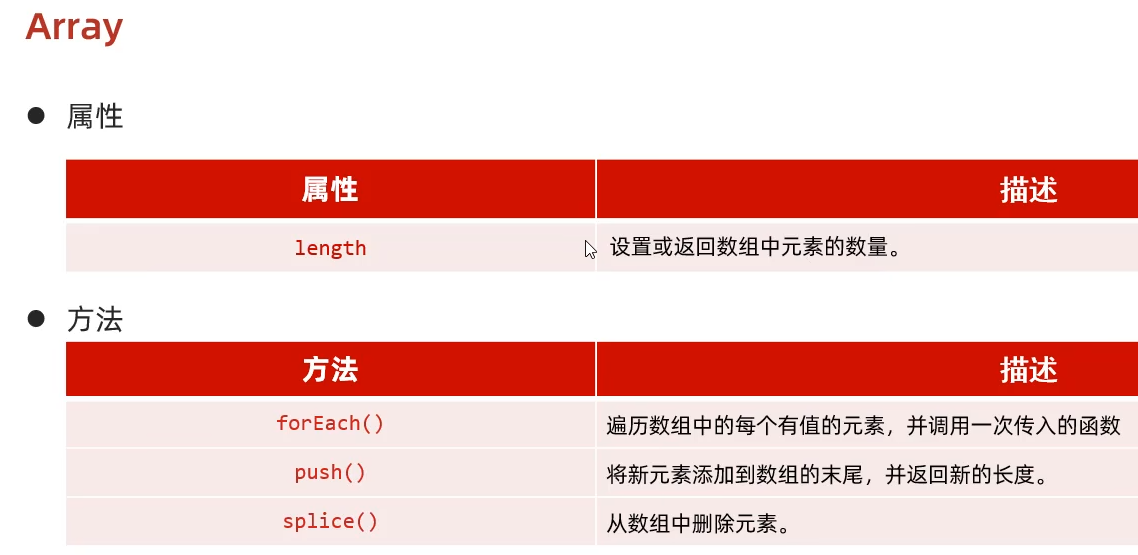 Array
● 属性
属性 描述
length 设置或返回数组中元素的数量。
● 方法
方法 描述
forEach() 遍历数组中的每个有值的元素，并调用一次传入的函数
push() 将新元素添加到数组的末尾，并返回新的长度。
splice() 从数组中删除元素。